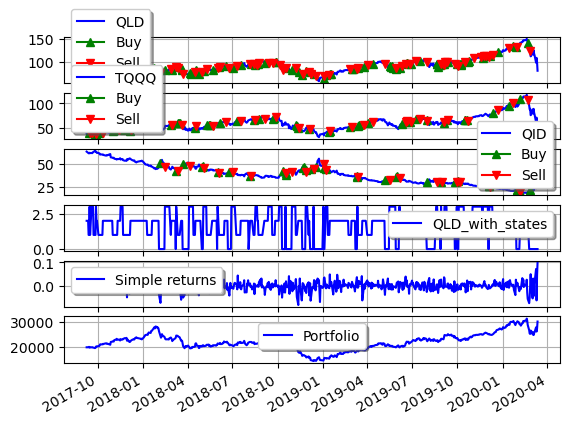 QLD
Buy
Sell
150
100
TQQQ
Buy
Sell
100
50
QID
Buy
Sell
50
25
QLD_with_states
2.5
0.0
Simple returns
0.1
0.0
Portfolio
30000
20000
2017-10 2018-01 2018-04 2018-07 2018-10 2019-01 2019-04 2019-07 2019-10 2020-01 2020-04